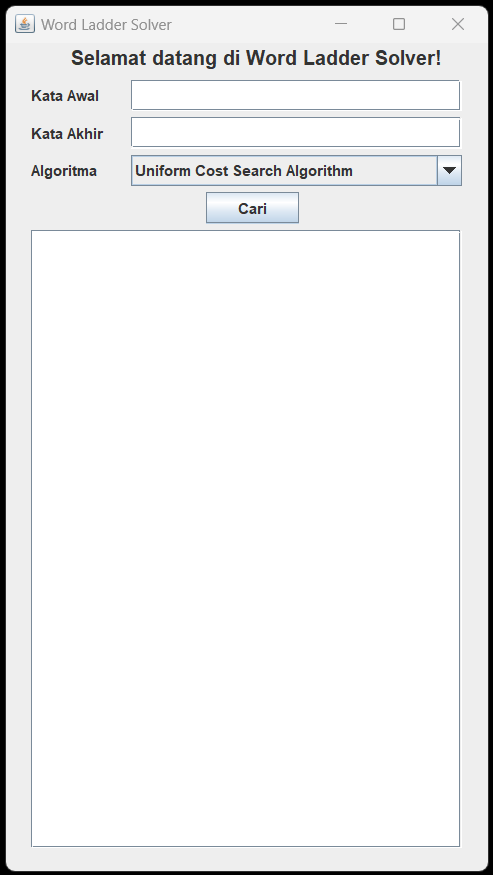 Word Ladder Solver
Selamat datang di Word Ladder Solver!
Kata Awal
Kata Akhir
Algoritma Uniform Cost Search Algorithm
Cari